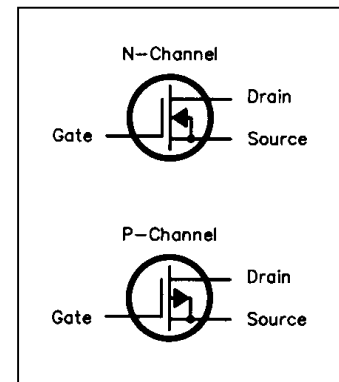 N-Channel
Drain
Gate
Source
P-Channel
Drain
Gate
Source